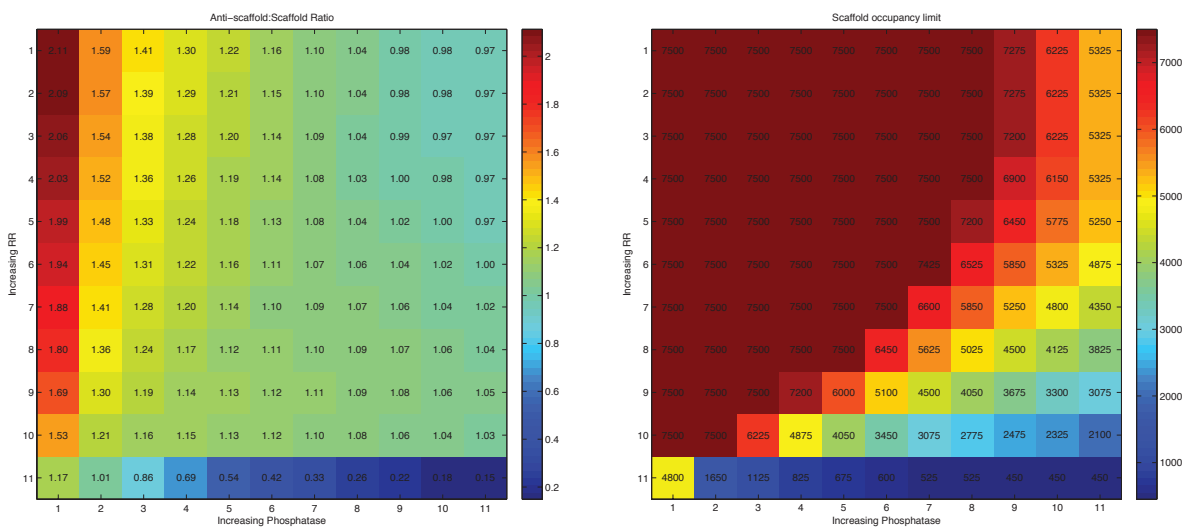 Anti-scaffold:Scaffold Ratio
1 2.11 1.59 1.41 1.30 1.22 1.16 1.10 1.04 0.98 0.98 0.97
2 2.09 1.57 1.39 1.29 1.21 1.15 1.10 1.04 0.98 0.98 0.97
3 2.06 1.54 1.38 1.28 1.20 1.14 1.09 1.04 0.99 0.97 0.97
4 2.03 1.52 1.36 1.26 1.19 1.14 1.08 1.03 1.00 0.98 0.97
5 1.99 1.48 1.33 1.24 1.18 1.13 1.08 1.04 1.02 1.00 0.97
6 1.94 1.45 1.31 1.22 1.16 1.11 1.07 1.06 1.04 1.02 1.00
7 1.88 1.41 1.28 1.20 1.14 1.10 1.09 1.07 1.06 1.04 1.02
8 1.80 1.36 1.24 1.17 1.12 1.11 1.10 1.09 1.07 1.06 1.04
9 1.69 1.30 1.19 1.14 1.13 1.12 1.11 1.09 1.08 1.06 1.05
10 1.53 1.21 1.16 1.15 1.13 1.12 1.10 1.08 1.06 1.04 1.03
11 1.17 1.01 0.86 0.69 0.54 0.42 0.33 0.26 0.22 0.18 0.15
1 2 3 4 5 6 7 8 9 10 11
Increasing Phosphatase
Increasing RR
2
1.8
1.6
1.4
1.2
1
0.8
0.6
0.4
0.2
Scaffold occupancy limit
1 7500 7500 7500 7500 7500 7500 7500 7500 7275 6225 5325
2 7500 7500 7500 7500 7500 7500 7500 7500 7275 6225 5325
3 7500 7500 7500 7500 7500 7500 7500 7500 7200 6225 5325
4 7500 7500 7500 7500 7500 7500 7500 7500 6900 6150 5325
5 7500 7500 7500 7500 7500 7500 7500 7200 6450 5775 5250
6 7500 7500 7500 7500 7500 7500 7425 6525 5850 5325 4875
7 7500 7500 7500 7500 7500 7500 6600 5850 5250 4800 4350
8 7500 7500 7500 7500 7500 6450 5625 5025 4500 4125 3825
9 7500 7500 7500 7200 6000 5100 4500 4050 3675 3300 3075
10 7500 7500 6225 4875 4050 3450 3075 2775 2475 2325 2100
11 4800 1650 1125 825 675 600 525 525 450 450 450
1 2 3 4 5 6 7 8 9 10 11
Increasing Phosphatase
Increasing RR
7000
6000
5000
4000
3000
2000
1000